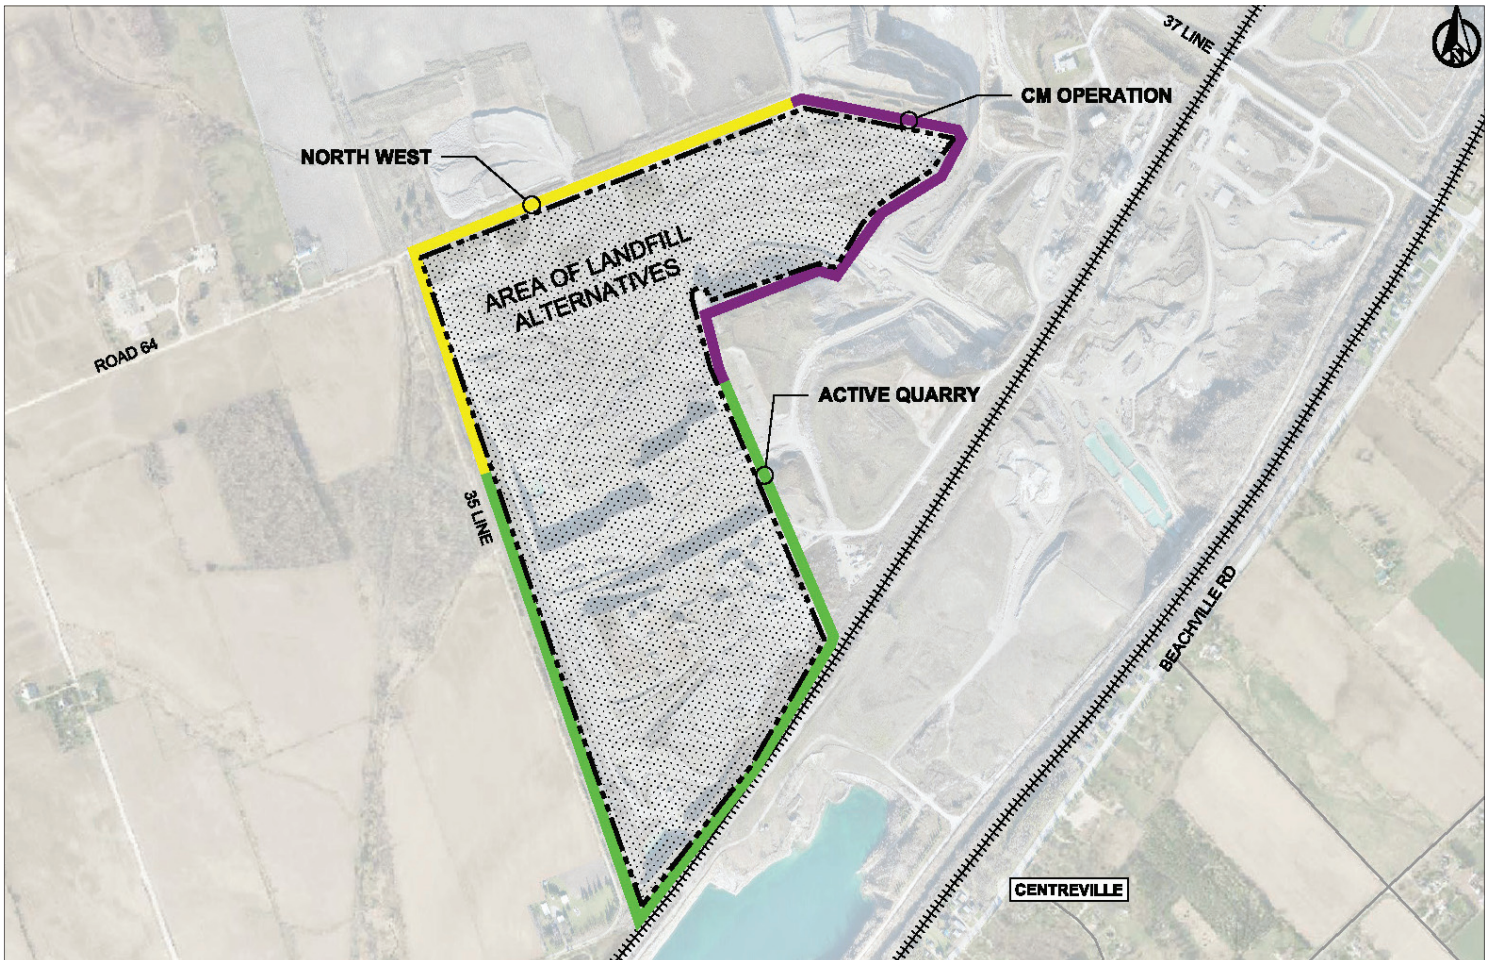 37 LINE
N
CM OPERATION
NORTH WEST
AREA OF LANDFILL
ALTERNATIVES
ROAD 64
ACTIVE QUARRY
35 LINE
BEACHVILLE RD
CENTREVILLE